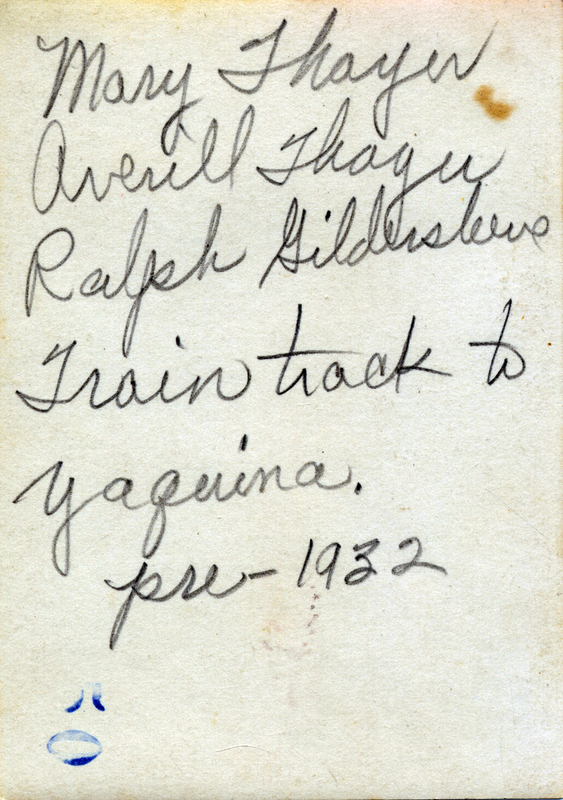 Mary Thayer
Averill Thayer
Ralph Gildersleeve
Train track to
Yaquina.
pre-1932